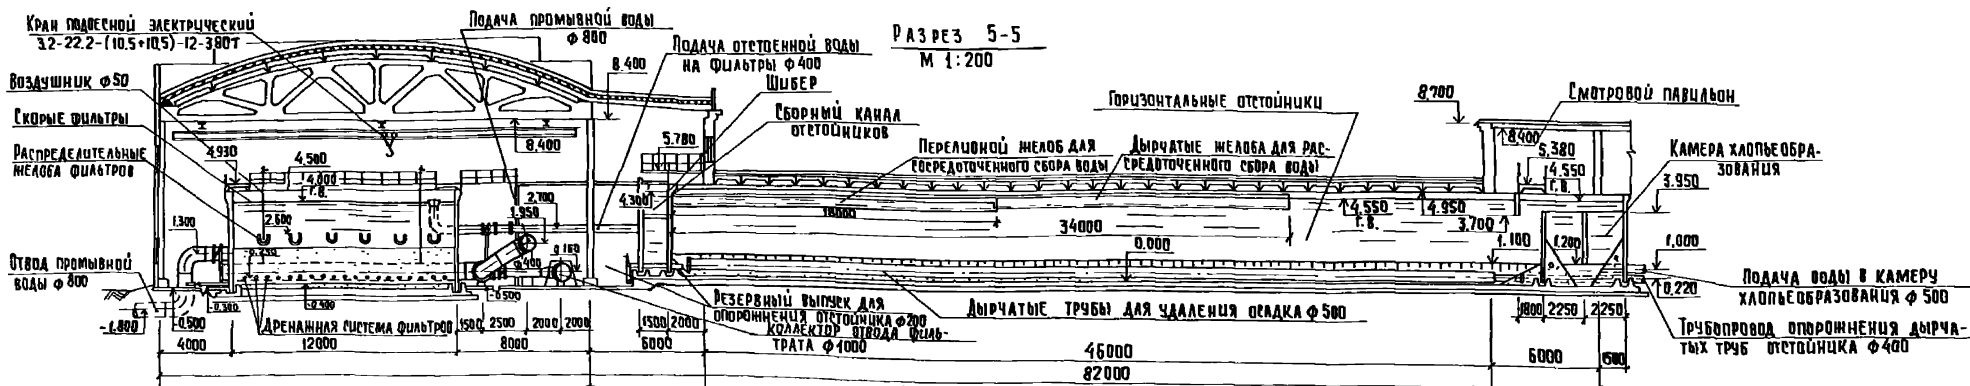 Кран подвесной электрический
3.2-22.2-(10.5+10.5)-12-380т
Подача промывной воды
φ 800
Разрез 5-5
М 1:200
Подача отстоенной воды
на фильтры φ 400
Шибер
Сборный канал
отстойников
Воздушник φ50
Скорые фильтры
Распределительные
желоба фильтров
Отвод промывной
воды φ 800
Переливной желоб для
рассредоточенного сбора воды
Дырчатые желоба для рас-
средоточенного сбора воды
Горизонтальные отстойники
Смотровой павильон
Камера хлопьеобра-
зования
8.400
8.400
8.700
8.400
5.780
5.380
4.550
г.в.
3.950
4.930
4.500
4.800
г.в.
2.600
1.300
2.700
1.950
0.160
4.300
18000
34000
4.550
г.в.
4.950
3.700
1.100
1.200
1.000
0.000
0.220
-0.300
-0.400
-0.500
-0.500
-1.800
Дренажная система фильтров
Резервный выпуск для
опорожнения отстойника φ200
Коллектор отвода филь-
трата φ1000
Дырчатые трубы для удаления осадка φ 500
Подача воды в камеру
хлопьеобразования φ 500
Трубопровод опорожнения дырча-
тых труб отстойника φ400
1500 2500 2000 2000
1500 2000
1800 2250 2250
4000 12000 8000 6000 46000 6000 1500
82000